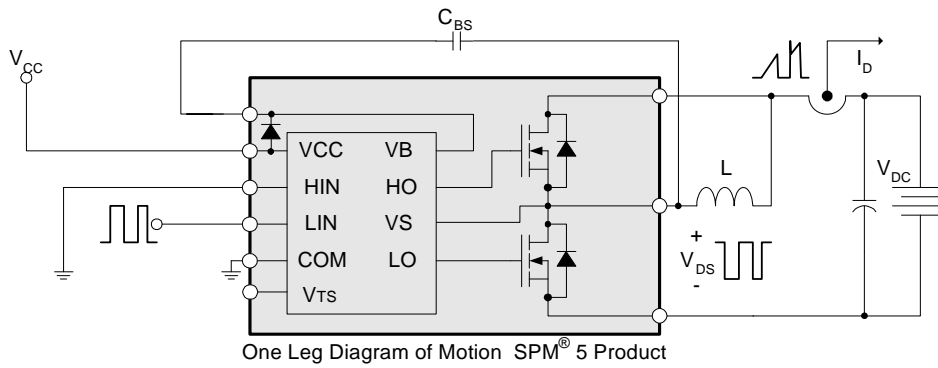 C_BS
V_CC
I_D
VCC VB
HIN HO
LIN VS
COM LO
V_TS
L
V_DC
+
V_DS
-
One Leg Diagram of Motion SPM® 5 Product